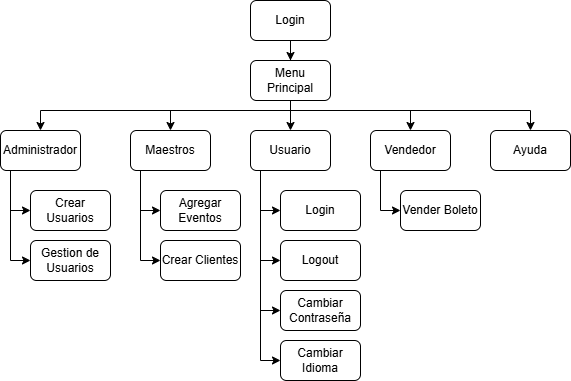 Login
Menu
Principal
Administrador
Maestros
Usuario
Vendedor
Ayuda
Crear
Usuarios
Agregar
Eventos
Login
Vender Boleto
Gestion de
Usuarios
Crear Clientes
Logout
Cambiar
Contraseña
Cambiar
Idioma